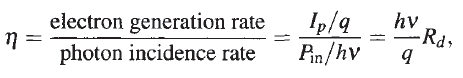 η = electron generation rate / photon incidence rate = I_p/q / P_in/hν = hν / q R_d,